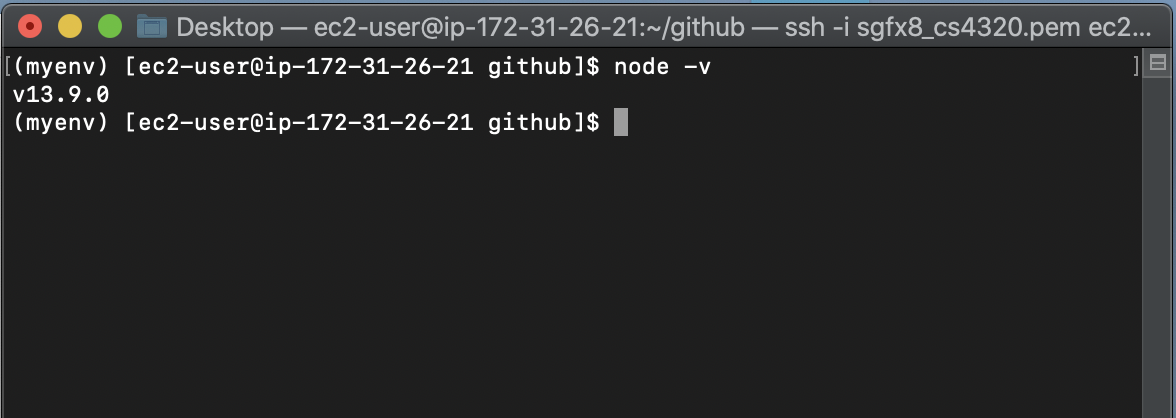 Desktop — ec2-user@ip-172-31-26-21:~/github — ssh -i sgfx8_cs4320.pem ec2...
[(myenv) [ec2-user@ip-172-31-26-21 github]$ node -v ]
v13.9.0
(myenv) [ec2-user@ip-172-31-26-21 github]$